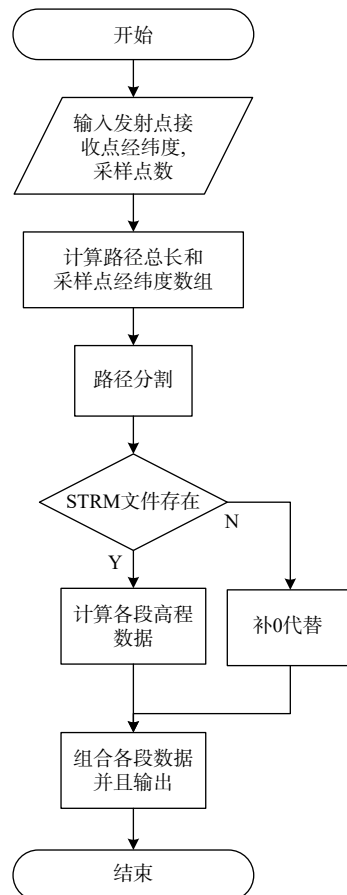 开始
输入发射点接
收点经纬度,
采样点数
计算路径总长和
采样点经纬度数组
路径分割
STRM文件存在
N
Y
计算各段高程
数据
补0代替
组合各段数据
并且输出
结束